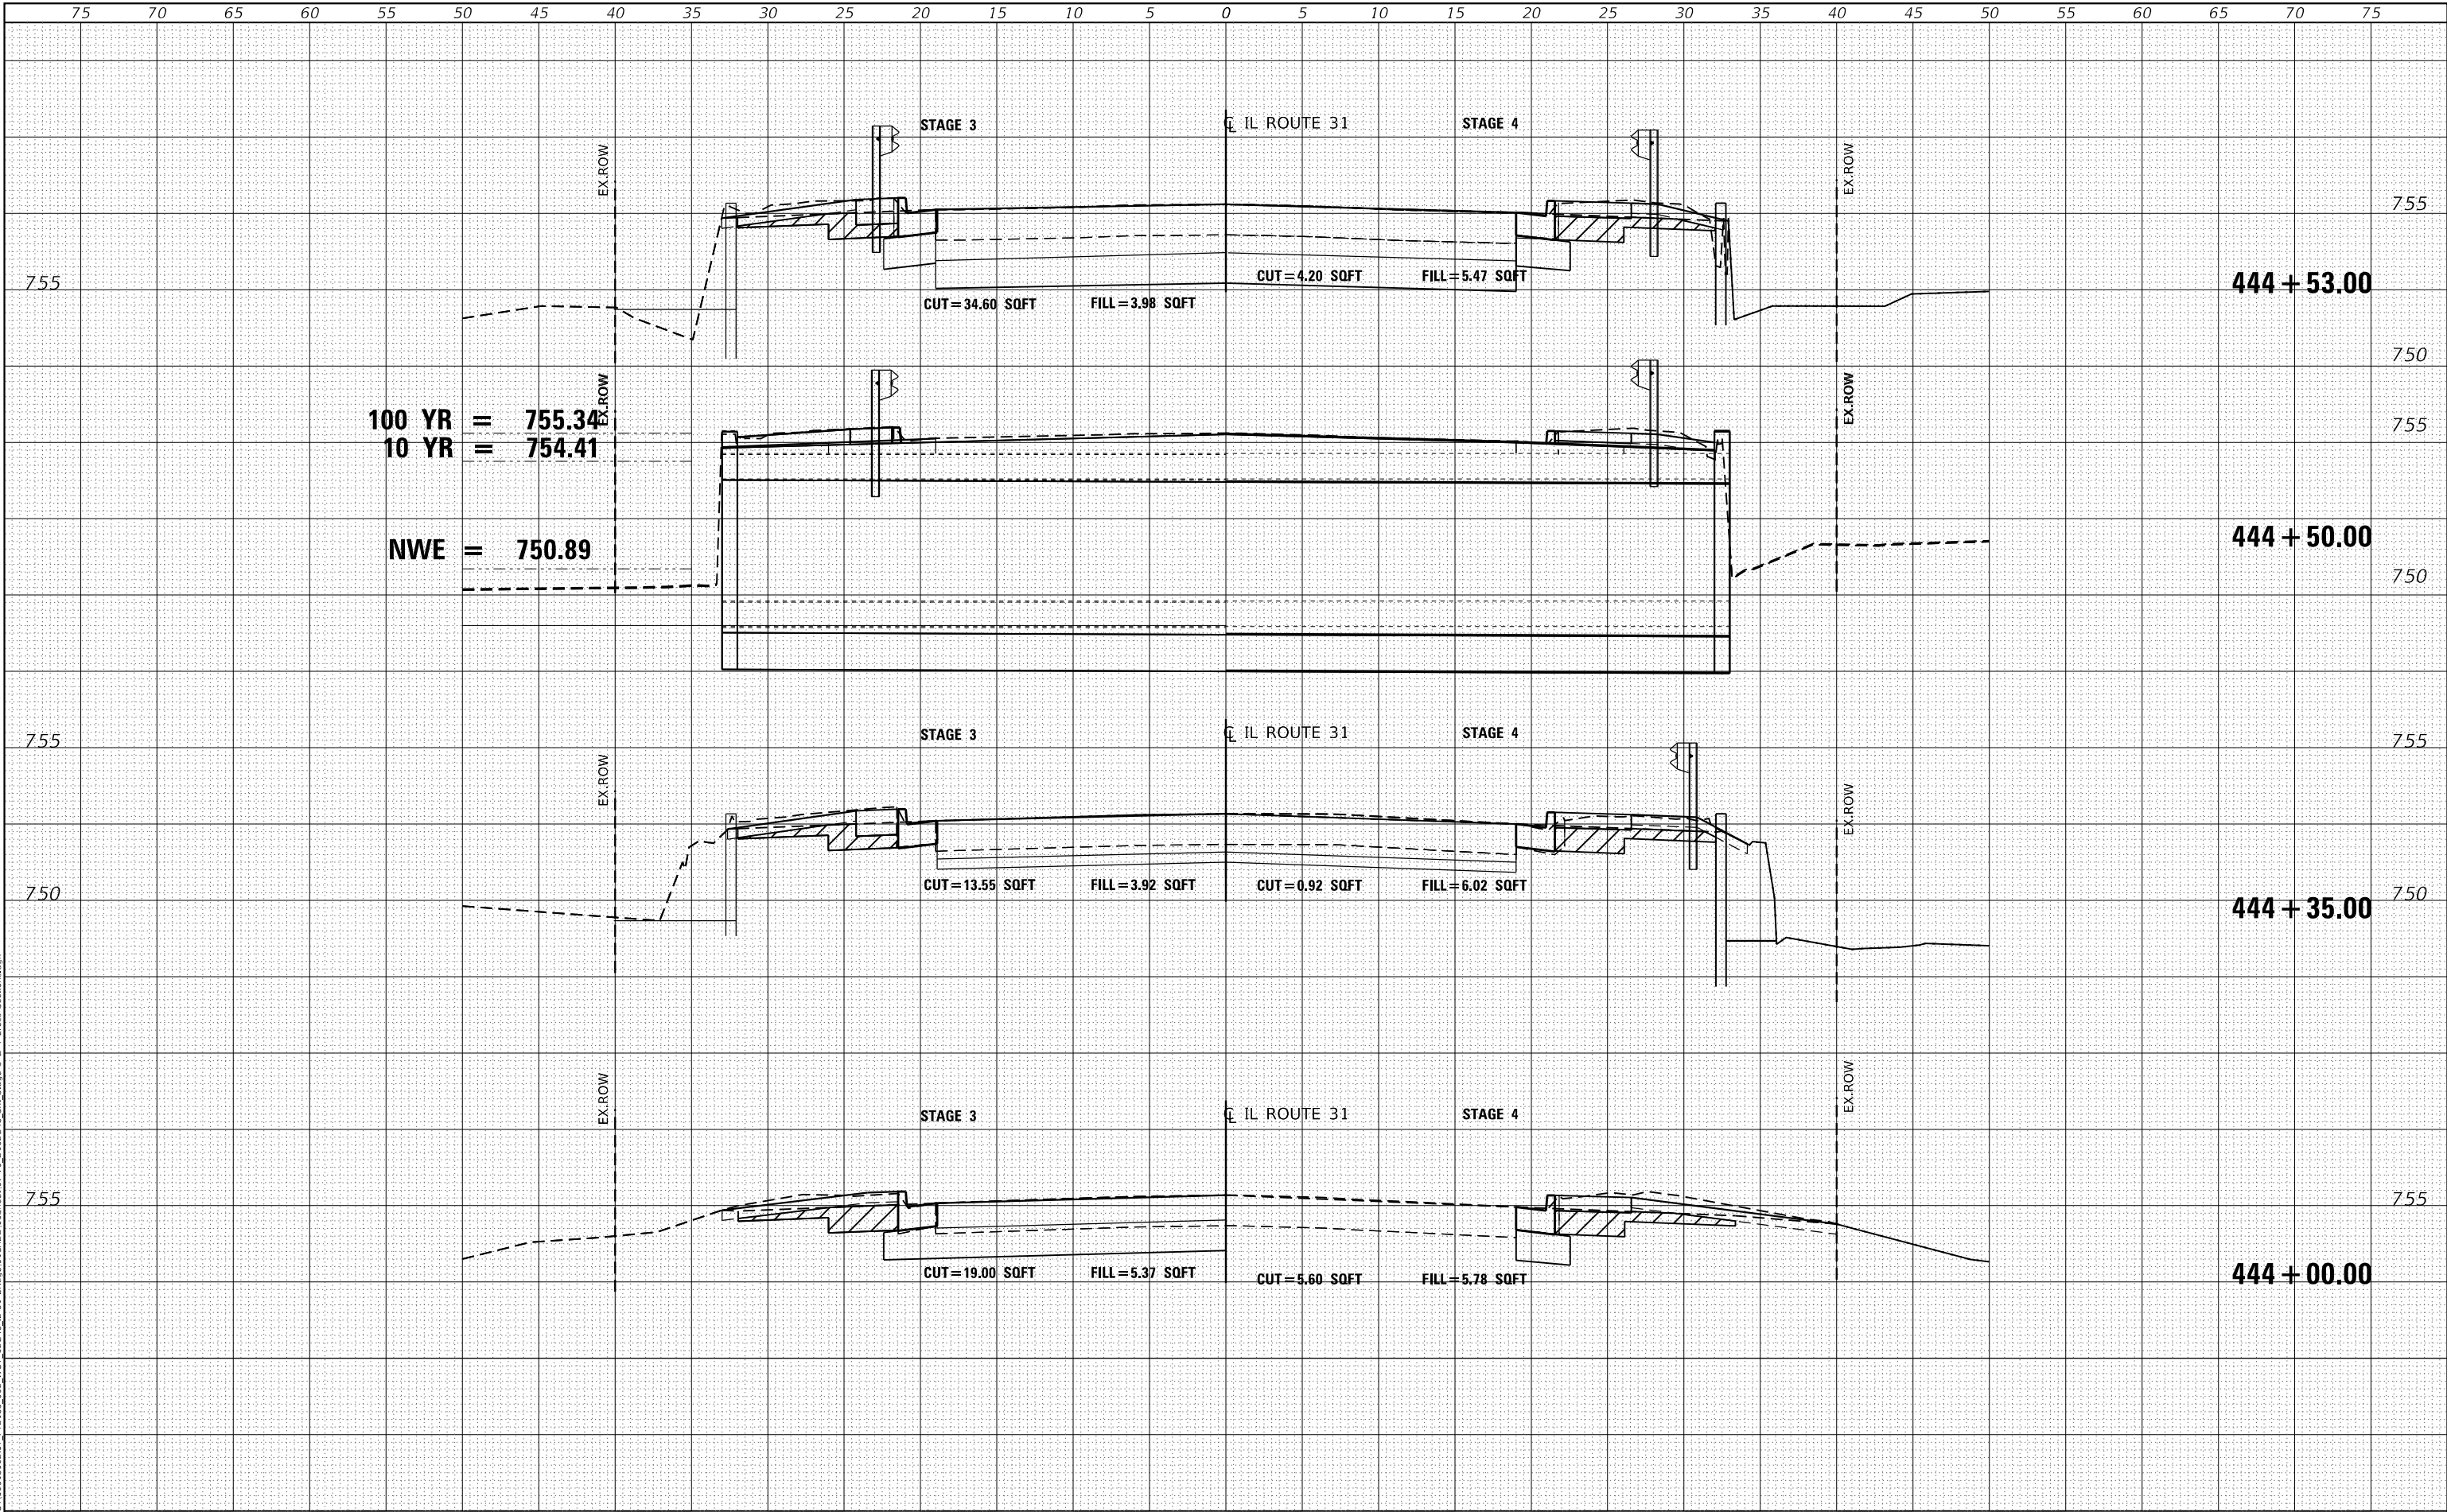 75 70 65 60 55 50 45 40 35 30 25 20 15 10 5 0 5 10 15 20 25 30 35 40 45 50 55 60 65 70 75
STAGE 3 ℄ IL ROUTE 31 STAGE 4
EX.ROW EX.ROW
755
755 CUT=34.60 SQFT FILL=3.98 SQFT CUT=4.20 SQFT FILL=5.47 SQFT 444+53.00
750
EX.ROW EX.ROW
100 YR = 755.34 755
10 YR = 754.41
444+50.00
NWE = 750.89
750
755 STAGE 3 ℄ IL ROUTE 31 STAGE 4 755
EX.ROW EX.ROW
750 CUT=13.55 SQFT FILL=3.92 SQFT CUT=0.92 SQFT FILL=6.02 SQFT 750
444+35.00
EX.ROW EX.ROW
STAGE 3 ℄ IL ROUTE 31 STAGE 4
755 755
CUT=19.00 SQFT FILL=5.37 SQFT CUT=5.60 SQFT FILL=5.78 SQFT 444+00.00